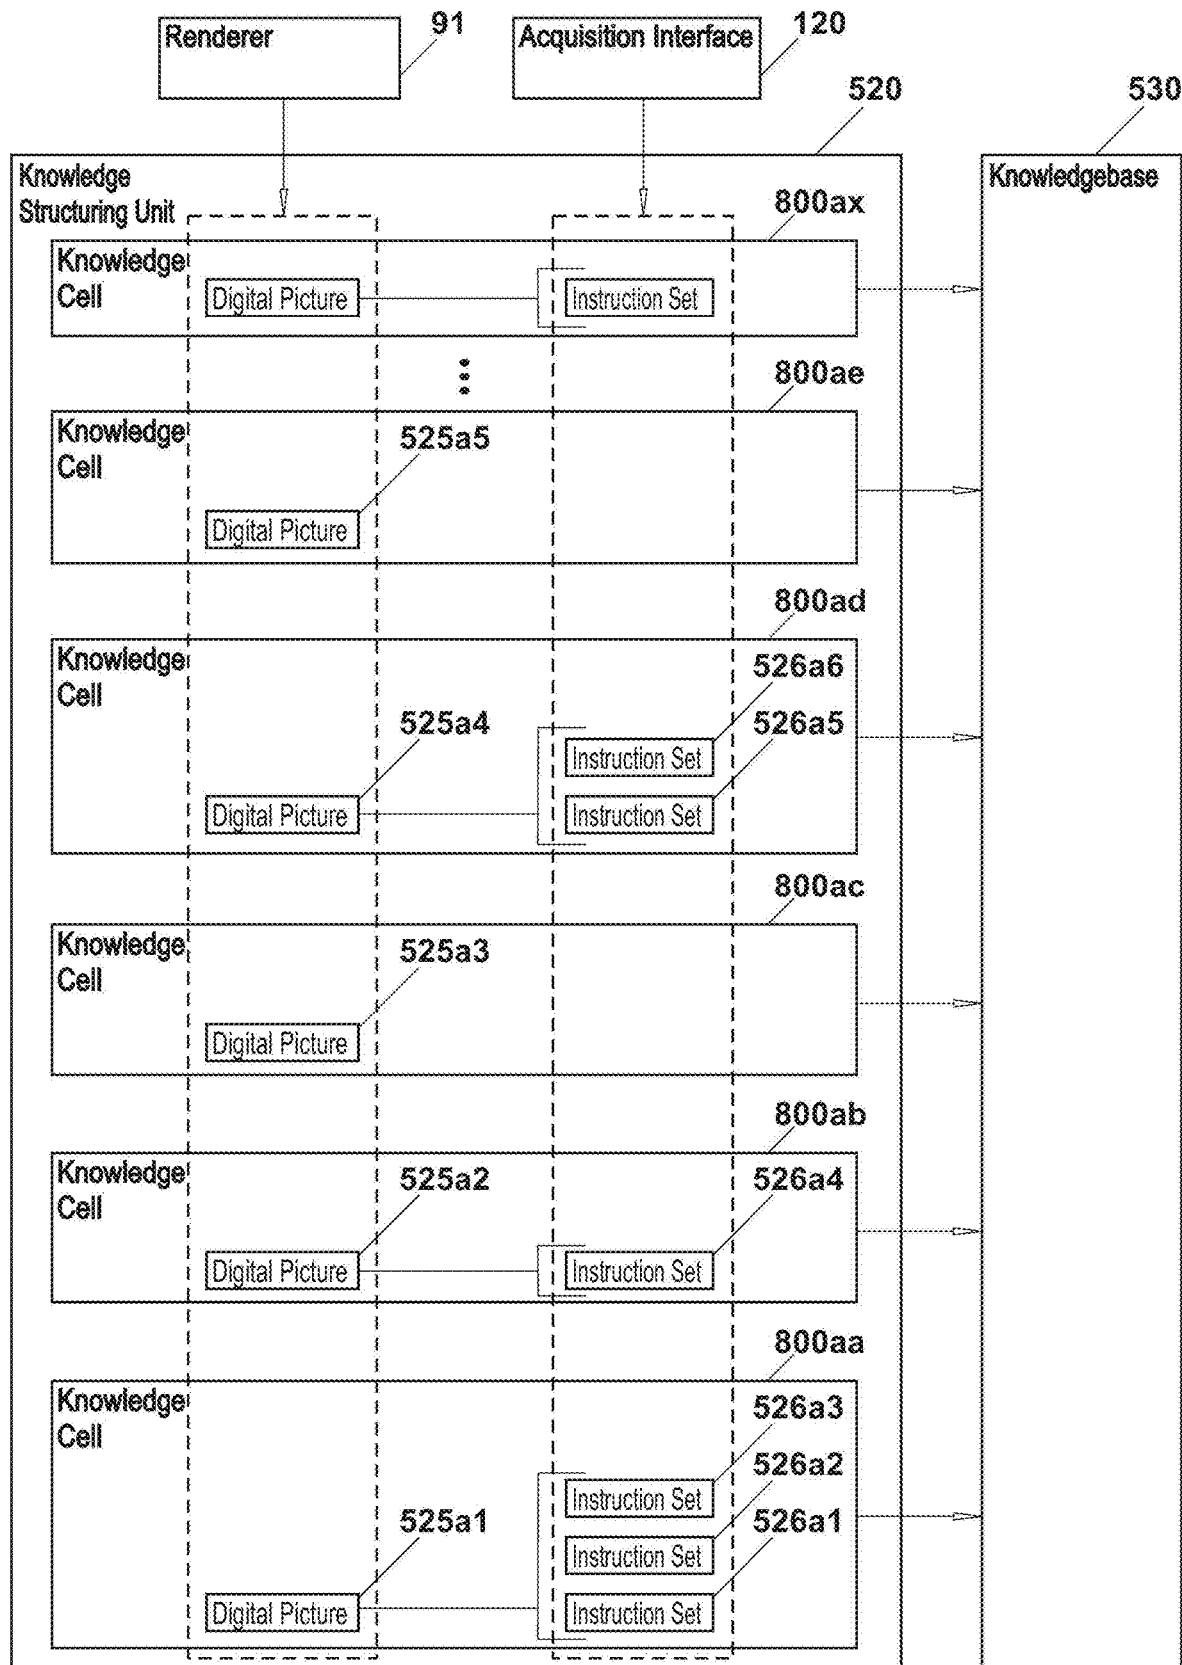 Renderer
91
Acquisition Interface
120
520
530
Knowledge
Structuring Unit
Knowledgebase
800ax
Knowledge
Cell
Digital Picture
Instruction Set
800ae
Knowledge
Cell
525a5
Digital Picture
800ad
Knowledge
Cell
526a6
525a4
526a5
Instruction Set
Digital Picture
Instruction Set
800ac
Knowledge
Cell
525a3
Digital Picture
800ab
Knowledge
Cell
525a2
526a4
Digital Picture
Instruction Set
800aa
Knowledge
Cell
526a3
526a2
Instruction Set
525a1
526a1
Instruction Set
Digital Picture
Instruction Set